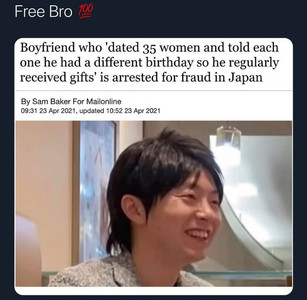 Free Bro 💯
Boyfriend who 'dated 35 women and told each
one he had a different birthday so he regularly
received gifts' is arrested for fraud in Japan
By Sam Baker For Mailonline
09:31 23 Apr 2021, updated 10:52 23 Apr 2021